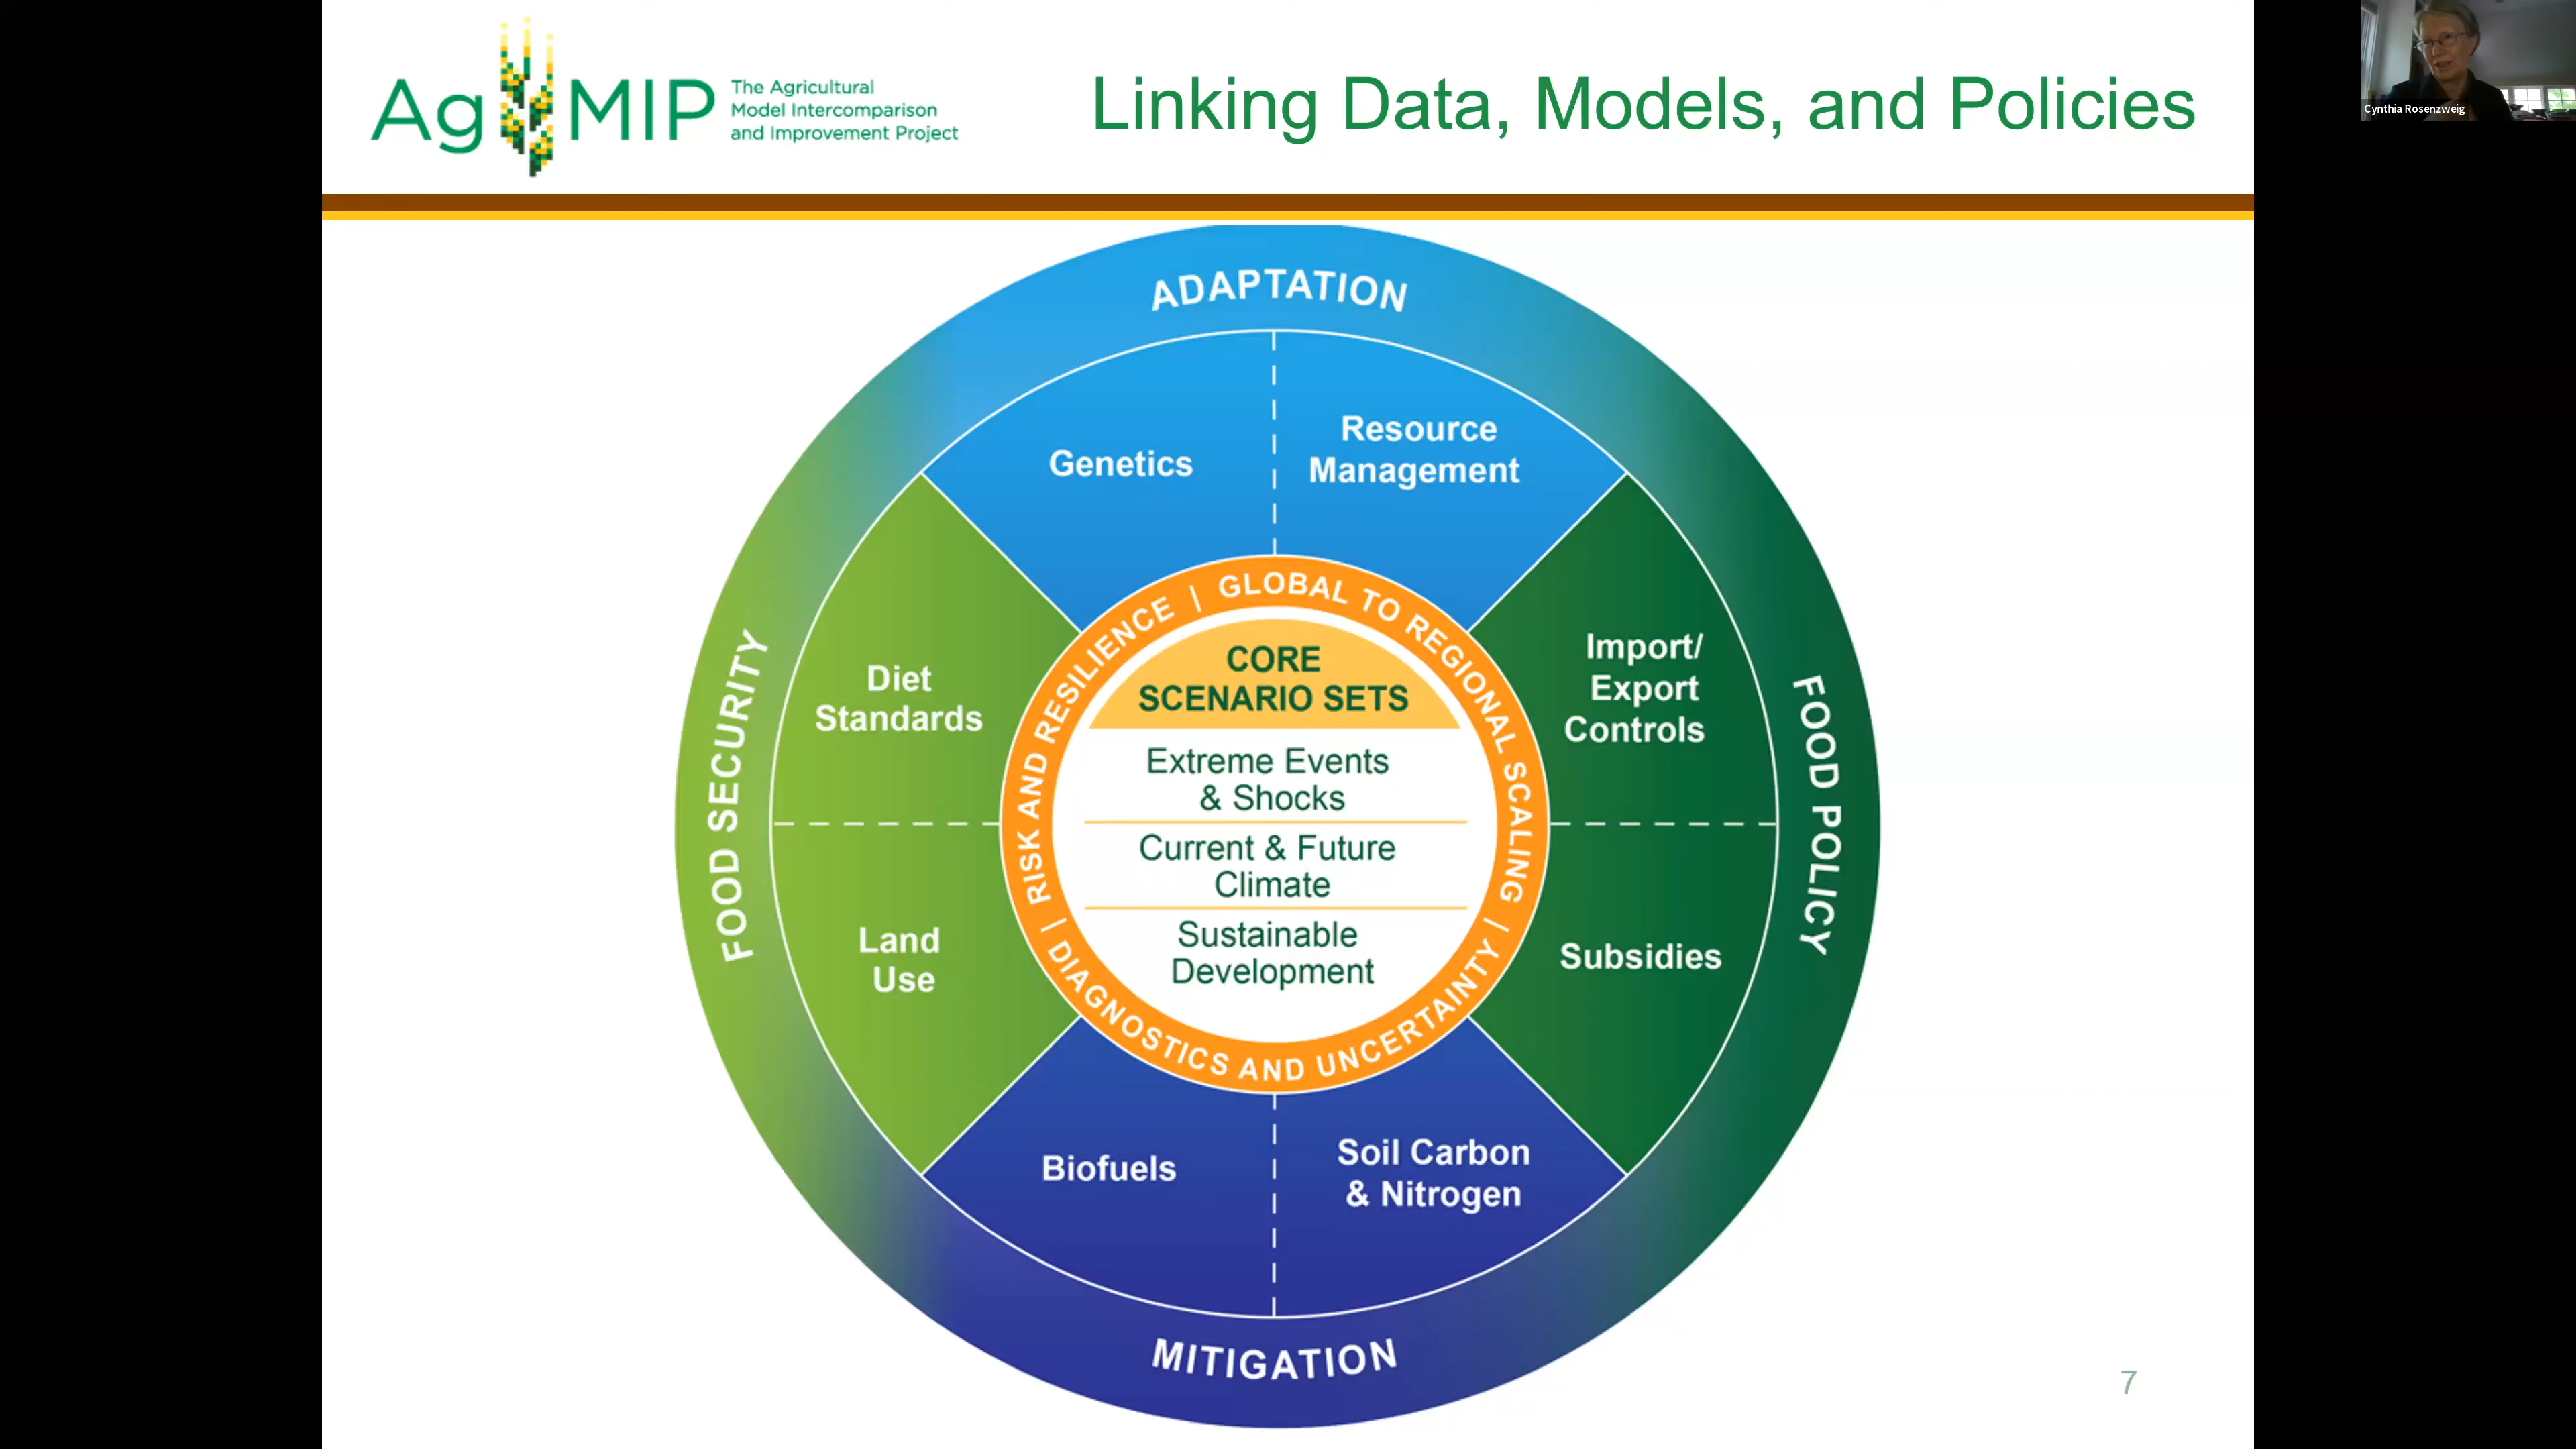 AgMIP
The Agricultural
Model Intercomparison
and Improvement Project
Linking Data, Models, and Policies
Cynthia Rosenzweig
ADAPTATION
Genetics
Resource
Management
FOOD SECURITY
Diet
Standards
Land
Use
RISK AND RESILIENCE | GLOBAL TO REGIONAL SCALING | DIAGNOSTICS AND UNCERTAINTY |
CORE
SCENARIO SETS
Extreme Events
& Shocks
Current & Future
Climate
Sustainable
Development
Import/
Export
Controls
Subsidies
FOOD POLICY
Biofuels
Soil Carbon
& Nitrogen
MITIGATION
7